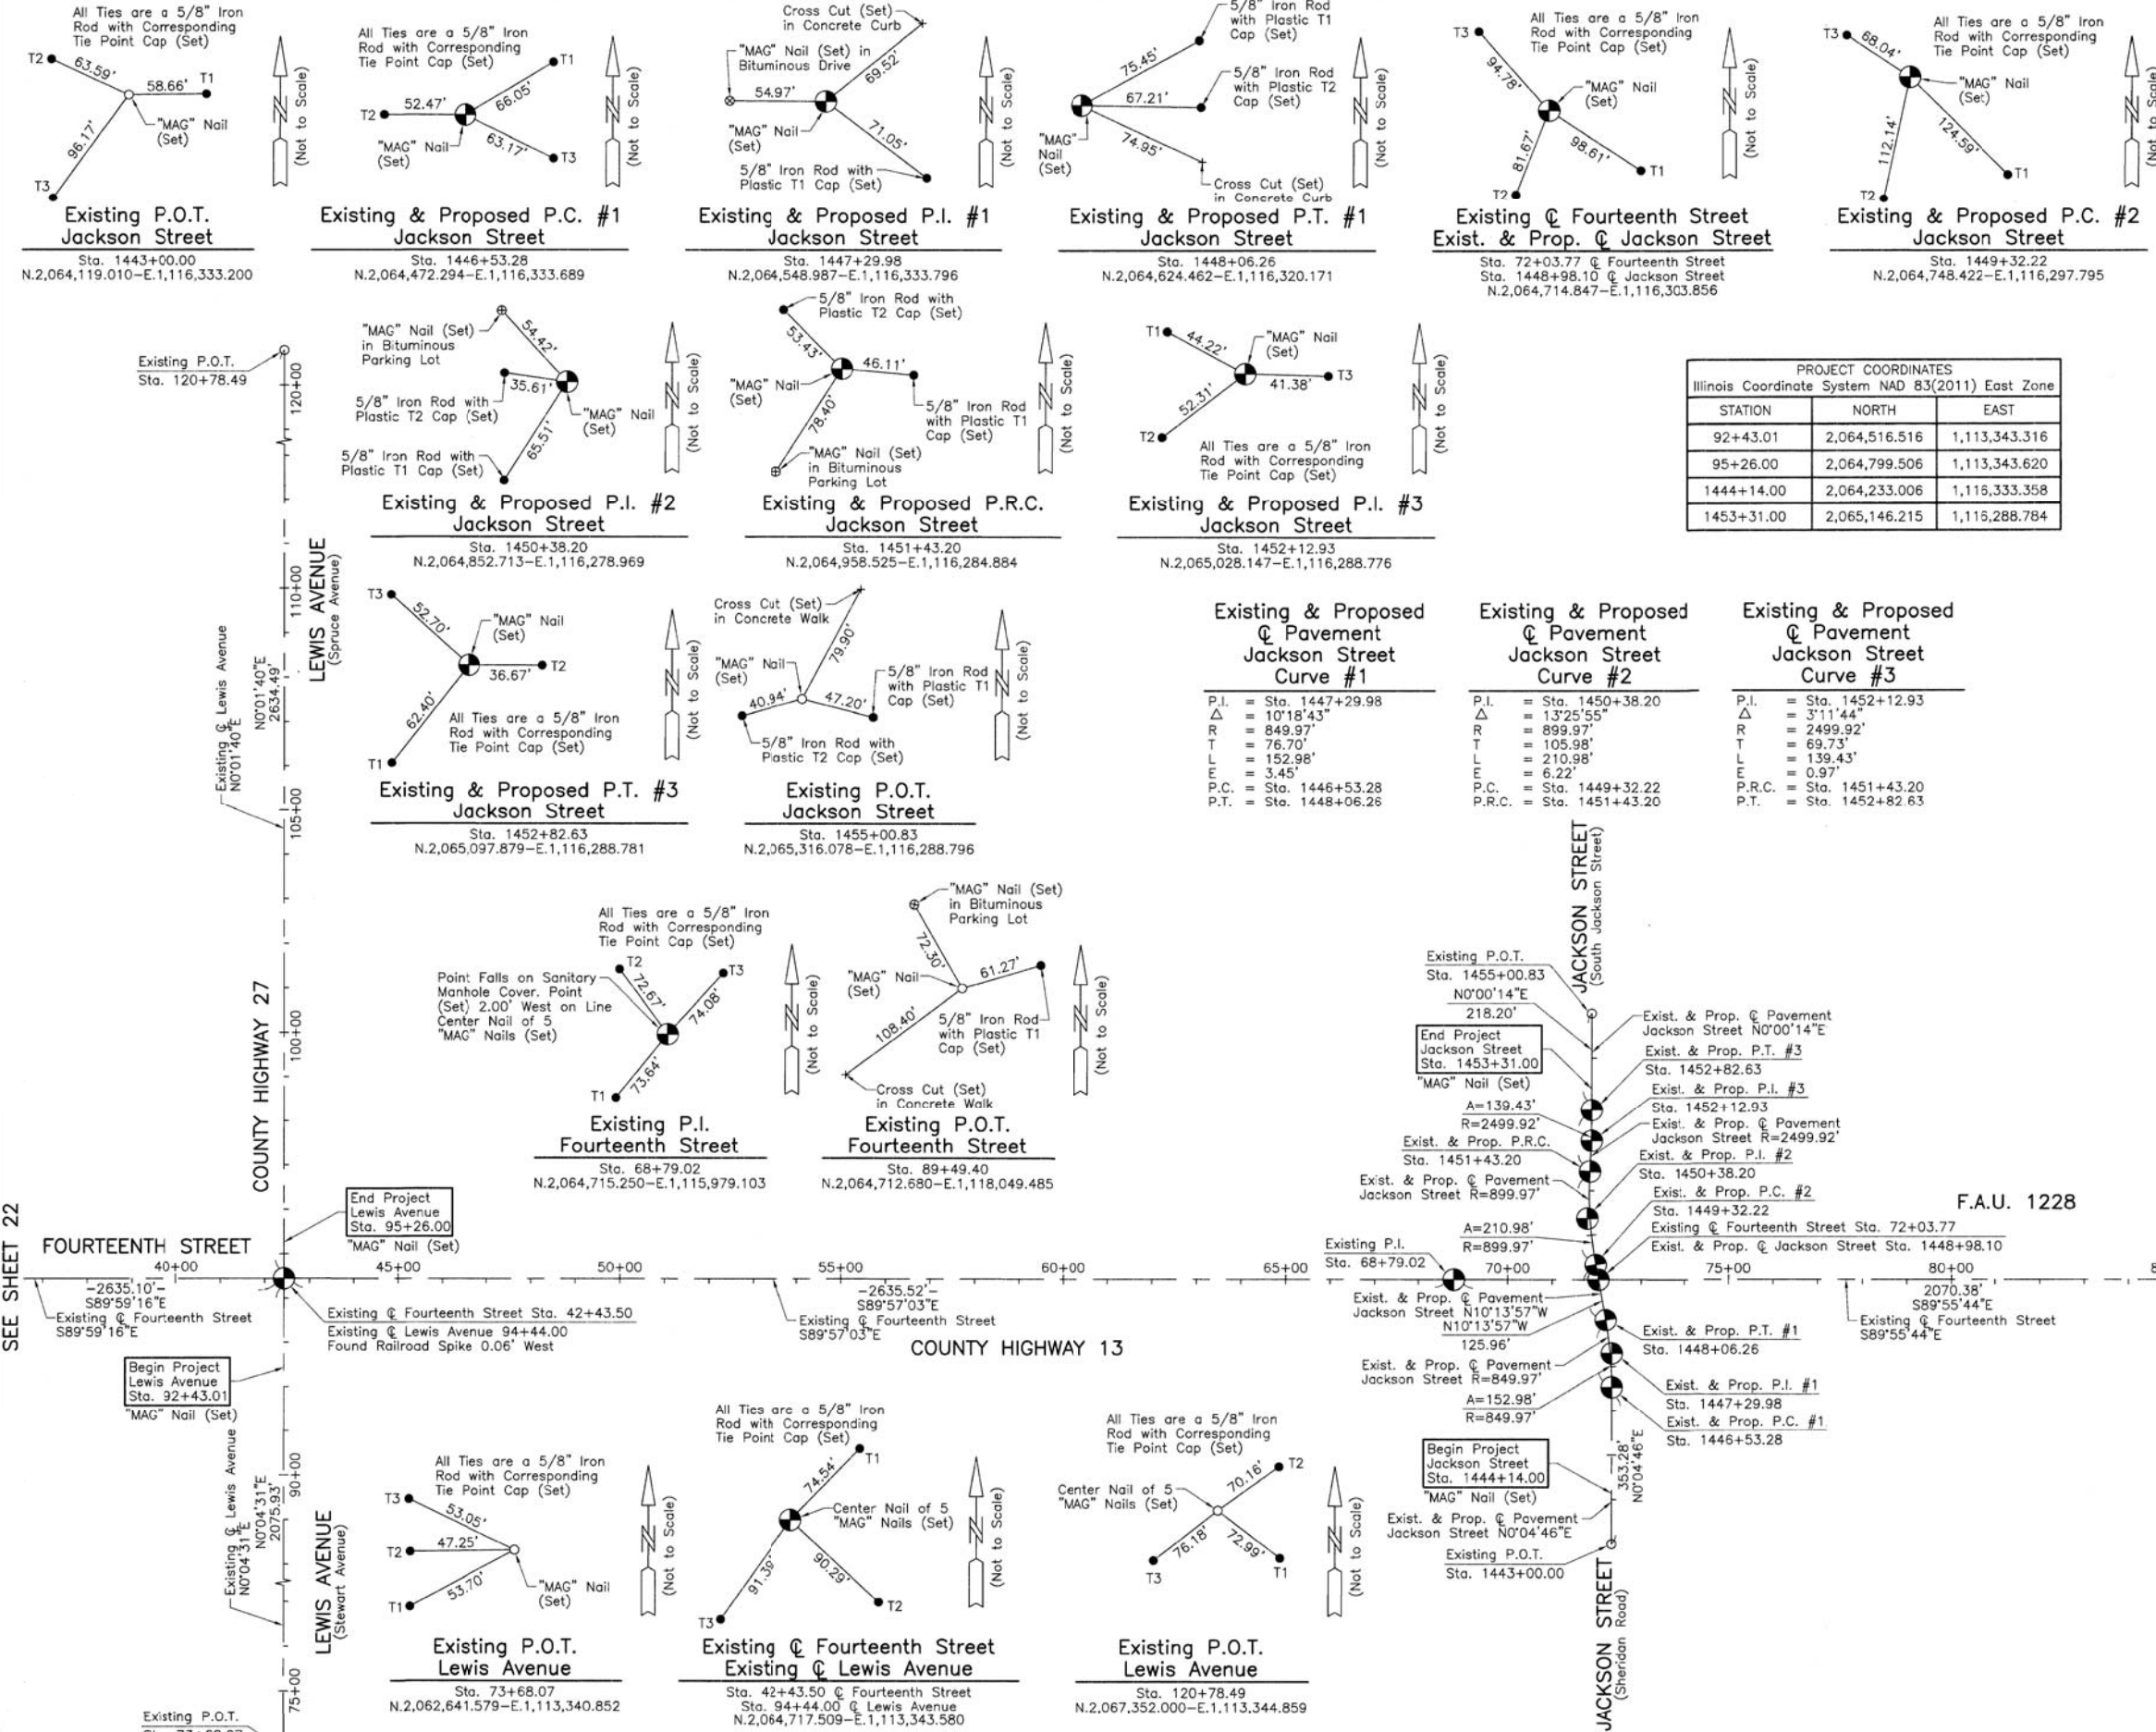 All Ties are a 5/8" Iron
Rod with Corresponding
Tie Point Cap (Set)
T2
63.59'
58.66'
T1
96.17'
"MAG" Nail
(Set)
T3
(Not to Scale)
Existing P.O.T.
Jackson Street
Sta. 1443+00.00
N.2,064,119.010-E.1,116,333.200
All Ties are a 5/8" Iron
Rod with Corresponding
Tie Point Cap (Set)
T1
66.05'
T2
52.47'
63.17'
"MAG" Nail
(Set)
T3
(Not to Scale)
Existing & Proposed P.C. #1
Jackson Street
Sta. 1446+53.28
N.2,064,472.294-E.1,116,333.689
Cross Cut (Set)
in Concrete Curb
"MAG" Nail (Set) in
Bituminous Drive
69.52'
54.97'
"MAG" Nail
(Set)
71.05'
5/8" Iron Rod with
Plastic T1 Cap (Set)
(Not to Scale)
Existing & Proposed P.I. #1
Jackson Street
Sta. 1447+29.98
N.2,064,548.987-E.1,116,333.796
5/8" Iron Rod
with Plastic T1
Cap (Set)
75.45'
5/8" Iron Rod
with Plastic T2
Cap (Set)
67.21'
"MAG"
Nail
(Set)
74.95'
Cross Cut (Set)
in Concrete Curb
(Not to Scale)
Existing & Proposed P.T. #1
Jackson Street
Sta. 1448+06.26
N.2,064,624.462-E.1,116,320.171
All Ties are a 5/8" Iron
Rod with Corresponding
Tie Point Cap (Set)
T3
94.78'
"MAG" Nail
(Set)
81.67'
98.61'
T1
T2
(Not to Scale)
Existing ℄ Fourteenth Street
Exist. & Prop. ℄ Jackson Street
Sta. 72+03.77 ℄ Fourteenth Street
Sta. 1448+98.10 ℄ Jackson Street
N.2,064,714.847-E.1,116,303.856
All Ties are a 5/8" Iron
Rod with Corresponding
Tie Point Cap (Set)
T3
68.04'
"MAG" Nail
(Set)
112.14'
124.59'
T1
T2
(Not to Scale)
Existing & Proposed P.C. #2
Jackson Street
Sta. 1449+32.22
N.2,064,748.422-E.1,116,297.795
Existing P.O.T.
Sta. 120+78.49
120+00
"MAG" Nail (Set)
in Bituminous
Parking Lot
54.42'
35.61'
5/8" Iron Rod with
Plastic T2 Cap (Set)
"MAG" Nail
(Set)
65.51'
5/8" Iron Rod with
Plastic T1 Cap (Set)
(Not to Scale)
Existing & Proposed P.I. #2
Jackson Street
Sta. 1450+38.20
N.2,064,852.713-E.1,116,278.969
5/8" Iron Rod with
Plastic T2 Cap (Set)
53.43'
46.11'
"MAG" Nail
(Set)
78.40'
5/8" Iron Rod
with Plastic T1
Cap (Set)
"MAG" Nail (Set)
in Bituminous
Parking Lot
(Not to Scale)
Existing & Proposed P.R.C.
Jackson Street
Sta. 1451+43.20
N.2,064,958.525-E.1,116,284.884
T1
44.22'
"MAG" Nail
(Set)
41.38'
T3
52.31'
T2
All Ties are a 5/8" Iron
Rod with Corresponding
Tie Point Cap (Set)
(Not to Scale)
Existing & Proposed P.I. #3
Jackson Street
Sta. 1452+12.93
N.2,065,028.147-E.1,116,288.776
PROJECT COORDINATES
Illinois Coordinate System NAD 83(2011) East Zone
STATION NORTH EAST
92+43.01 2,064,516.516 1,113,343.316
95+26.00 2,064,799.506 1,113,343.620
1444+14.00 2,064,233.006 1,116,333.358
1453+31.00 2,065,146.215 1,116,288.784
LEWIS AVENUE
(Spruce Avenue)
110+00
Existing ℄ Lewis Avenue
N0°01'40"E
N0°01'40"E
2634.49'
105+00
T3
52.70'
"MAG" Nail
(Set)
36.67'
T2
62.40'
All Ties are a 5/8" Iron
Rod with Corresponding
Tie Point Cap (Set)
T1
(Not to Scale)
Existing & Proposed P.T. #3
Jackson Street
Sta. 1452+82.63
N.2,065,097.879-E.1,116,288.781
Cross Cut (Set)
in Concrete Walk
79.90'
"MAG" Nail
(Set)
5/8" Iron Rod
with Plastic T1
Cap (Set)
40.94'
47.20'
5/8" Iron Rod with
Plastic T2 Cap (Set)
(Not to Scale)
Existing P.O.T.
Jackson Street
Sta. 1455+00.83
N.2,065,316.078-E.1,116,288.796
Existing & Proposed
℄ Pavement
Jackson Street
Curve #1
P.I. = Sta. 1447+29.98
△ = 10°18'43"
R = 849.97'
T = 76.70'
L = 152.98'
E = 3.45'
P.C. = Sta. 1446+53.28
P.T. = Sta. 1448+06.26
Existing & Proposed
℄ Pavement
Jackson Street
Curve #2
P.I. = Sta. 1450+38.20
△ = 13°25'55"
R = 899.97'
T = 105.98'
L = 210.98'
E = 6.22'
P.C. = Sta. 1449+32.22
P.R.C. = Sta. 1451+43.20
Existing & Proposed
℄ Pavement
Jackson Street
Curve #3
P.I. = Sta. 1452+12.93
△ = 3°11'44"
R = 2499.92'
T = 69.73'
L = 139.43'
E = 0.97'
P.R.C. = Sta. 1451+43.20
P.T. = Sta. 1452+82.63
COUNTY HIGHWAY 27
100+00
All Ties are a 5/8" Iron
Rod with Corresponding
Tie Point Cap (Set)
T2
T3
Point Falls on Sanitary
Manhole Cover. Point
(Set) 2.00' West on Line
Center Nail of 5
"MAG" Nails (Set)
72.67'
74.08'
73.64'
T1
(Not to Scale)
Existing P.I.
Fourteenth Street
Sta. 68+79.02
N.2,064,715.250-E.1,115,979.103
"MAG" Nail (Set)
in Bituminous
Parking Lot
72.30'
61.27'
"MAG" Nail
(Set)
108.40'
5/8" Iron Rod
with Plastic T1
Cap (Set)
Cross Cut (Set)
in Concrete Walk
(Not to Scale)
Existing P.O.T.
Fourteenth Street
Sta. 89+49.40
N.2,064,712.680-E.1,118,049.485
JACKSON STREET
(South Jackson Street)
Existing P.O.T.
Sta. 1455+00.83
N0°00'14"E
218.20'
End Project
Jackson Street
Sta. 1453+31.00
"MAG" Nail (Set)
A=139.43'
R=2499.92'
Exist. & Prop. P.R.C.
Sta. 1451+43.20
Exist. & Prop. ℄ Pavement
Jackson Street R=899.97'
A=210.98'
R=899.97'
Existing P.I.
Sta. 68+79.02
Exist. & Prop. ℄ Pavement
Jackson Street N0°00'14"E
Exist. & Prop. P.T. #3
Sta. 1452+82.63
Exist. & Prop. P.I. #3
Sta. 1452+12.93
Exist. & Prop. ℄ Pavement
Jackson Street R=2499.92'
Exist. & Prop. P.I. #2
Sta. 1450+38.20
Exist. & Prop. P.C. #2
Sta. 1449+32.22
Existing ℄ Fourteenth Street Sta. 72+03.77
Exist. & Prop. ℄ Jackson Street Sta. 1448+98.10
F.A.U. 1228
SEE SHEET 22
FOURTEENTH STREET
End Project
Lewis Avenue
Sta. 95+26.00
"MAG" Nail (Set)
40+00
45+00
50+00
55+00
60+00
65+00
70+00
75+00
80+00
-2635.10'-
S89°59'16"E
Existing ℄ Fourteenth Street
S89°59'16"E
Existing ℄ Fourteenth Street Sta. 42+43.50
Existing ℄ Lewis Avenue 94+44.00
Found Railroad Spike 0.06' West
-2635.52'-
S89°57'03"E
Existing ℄ Fourteenth Street
S89°57'03"E
COUNTY HIGHWAY 13
2070.38'
S89°55'44"E
Existing ℄ Fourteenth Street
S89°55'44"E
Begin Project
Lewis Avenue
Sta. 92+43.01
"MAG" Nail (Set)
Exist. & Prop. ℄ Pavement
Jackson Street N10°13'57"W
N10°13'57"W
125.96'
Exist. & Prop. ℄ Pavement
Jackson Street R=849.97'
A=152.98'
R=849.97'
Exist. & Prop. P.T. #1
Sta. 1448+06.26
Exist. & Prop. P.I. #1
Sta. 1447+29.98
Exist. & Prop. P.C. #1
Sta. 1446+53.28
Begin Project
Jackson Street
Sta. 1444+14.00
"MAG" Nail (Set)
353.28'
N0°04'46"E
Exist. & Prop. ℄ Pavement
Jackson Street N0°04'46"E
Existing P.O.T.
Sta. 1443+00.00
JACKSON STREET
(Sheridan Road)
Existing ℄ Lewis Avenue
N0°04'31"E
N0°04'31"E
2075.93'
90+00
LEWIS AVENUE
(Stewart Avenue)
75+00
Existing P.O.T.
All Ties are a 5/8" Iron
Rod with Corresponding
Tie Point Cap (Set)
T3
53.05'
T2
47.25'
53.70'
T1
"MAG" Nail
(Set)
(Not to Scale)
Existing P.O.T.
Lewis Avenue
Sta. 73+68.07
N.2,062,641.579-E.1,113,340.852
All Ties are a 5/8" Iron
Rod with Corresponding
Tie Point Cap (Set)
T1
74.54'
Center Nail of 5
"MAG" Nails (Set)
91.39'
90.29'
T2
T3
(Not to Scale)
Existing ℄ Fourteenth Street
Existing ℄ Lewis Avenue
Sta. 42+43.50 ℄ Fourteenth Street
Sta. 94+44.00 ℄ Lewis Avenue
N.2,064,717.509-E.1,113,343.580
All Ties are a 5/8" Iron
Rod with Corresponding
Tie Point Cap (Set)
Center Nail of 5
"MAG" Nails (Set)
70.16'
T2
76.18'
72.99'
T3
T1
(Not to Scale)
Existing P.O.T.
Lewis Avenue
Sta. 120+78.49
N.2,067,352.000-E.1,113,344.859